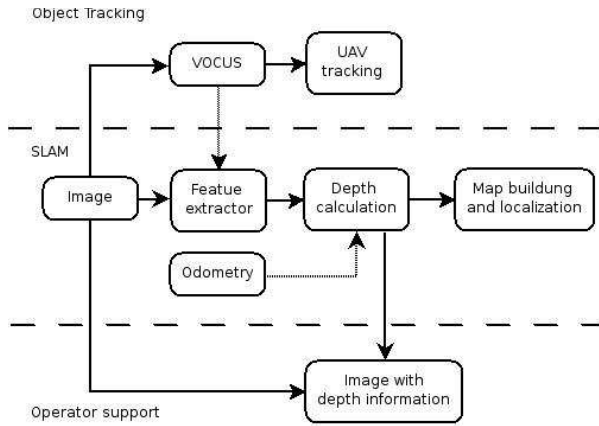 Object Tracking
VOCUS
UAV
tracking
SLAM
Image
Featue
extractor
Depth
calculation
Map buildung
and localization
Odometry
Image with
depth information
Operator support